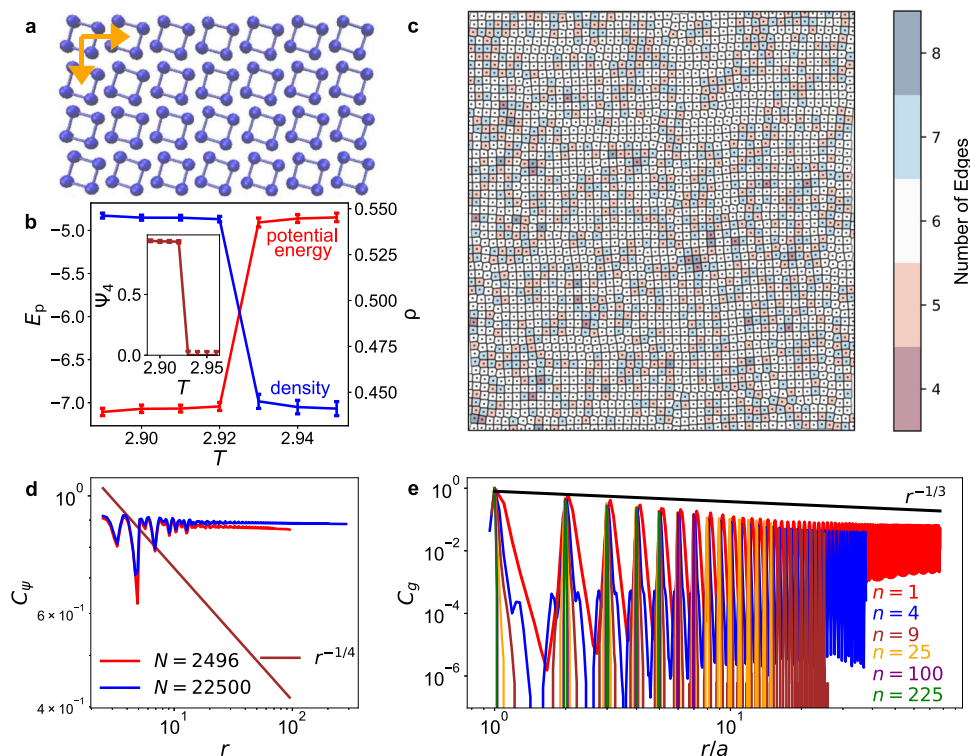 a
b
−5.0
−5.5
−6.0
−6.5
−7.0
E_p
0.550
0.525
0.500
0.475
0.450
ρ
potential
energy
density
Ψ_4
0.5
0.0
2.90
2.95
T
2.90
2.92
2.94
T
c
8
7
6
5
4
Number of Edges
d
10^0
6 × 10^{−1}
4 × 10^{−1}
C_ψ
N = 2496
N = 22500
r^{−1/4}
10^1
10^2
r
e
10^0
10^{−2}
10^{−4}
10^{−6}
C_g
r^{−1/3}
n = 1
n = 4
n = 9
n = 25
n = 100
n = 225
10^0
10^1
r/a